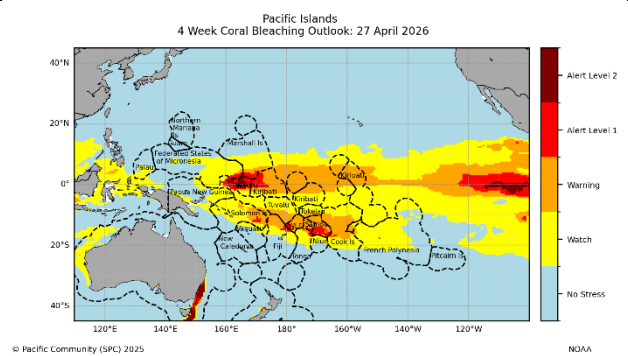 Pacific Islands
4 Week Coral Bleaching Outlook: 27 April 2026
40°N
20°N
0°
20°S
40°S
120°E
140°E
160°E
180°
160°W
140°W
120°W
Northern
Mariana
Is
Guam
Marshall Is
Federated States
of Micronesia
Palau
Nauru
Kiribati
Kiribati
Kiribati
Papua New Guinea
Tuvalu
Tokelau
Solomon
Vanuatu
New
Caledonia
Fiji
Tonga
Niue
Cook Is
French Polynesia
Pitcairn Is
Alert Level 2
Alert Level 1
Warning
Watch
No Stress
© Pacific Community (SPC) 2025
NOAA